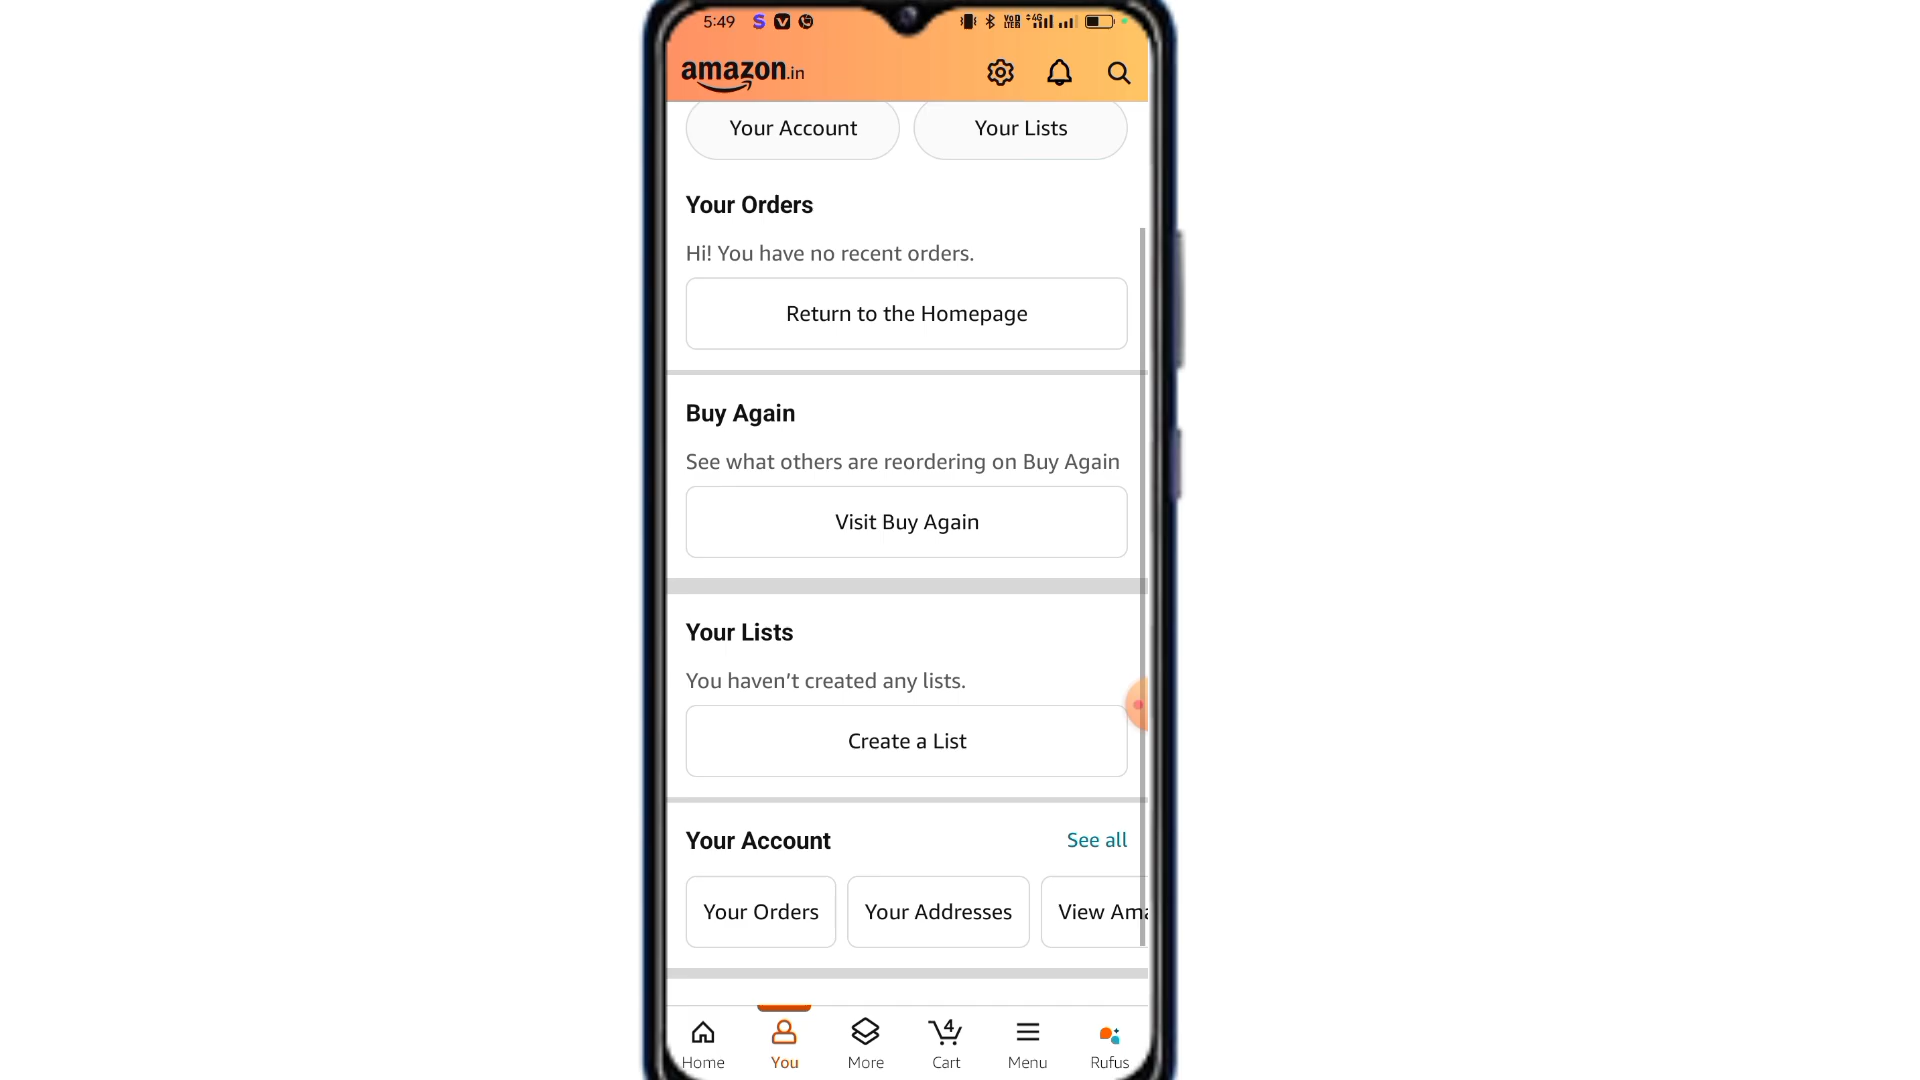 5:49
amazon.in
Your Account
Your Lists
Your Orders
Hi! You have no recent orders.
Return to the Homepage
Buy Again
See what others are reordering on Buy Again
Visit Buy Again
Your Lists
You haven't created any lists.
Create a List
Your Account
See all
Your Orders
Your Addresses
View Ama
4
Home
You
More
Cart
Menu
Rufus